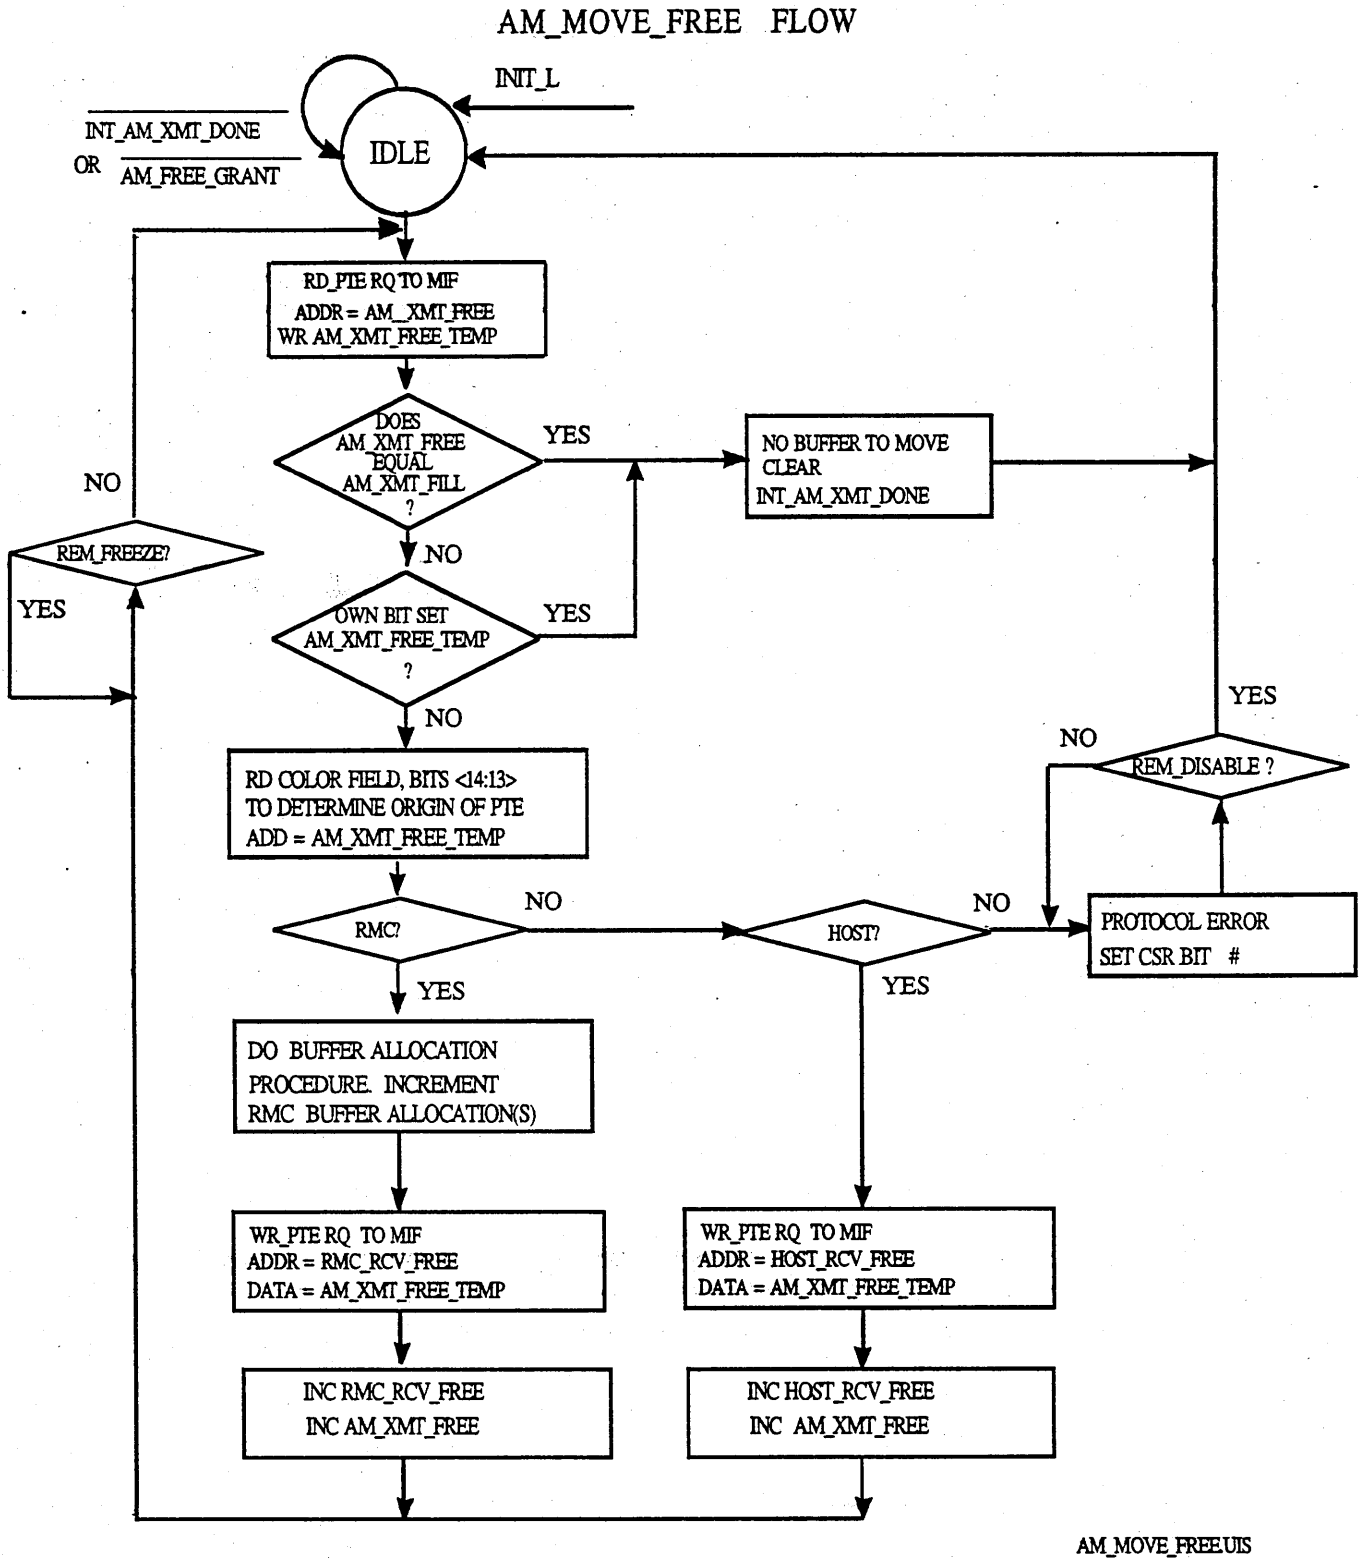 AM_MOVE_FREE FLOW
INIT_L
INT_AM_XMT_DONE
OR AM_FREE_GRANT
IDLE
RD_PTE RQ TO MIF
ADDR = AM_XMT_FREE
WR AM_XMT_FREE_TEMP
DOES
AM_XMT_FREE
EQUAL
AM_XMT_FILL
?
YES
NO BUFFER TO MOVE
CLEAR
INT_AM_XMT_DONE
NO
REM_FREEZE?
YES
NO
OWN BIT SET
AM_XMT_FREE_TEMP
?
YES
NO
RD COLOR FIELD, BITS <14:13>
TO DETERMINE ORIGIN OF PTE
ADD = AM_XMT_FREE_TEMP
YES
NO
REM_DISABLE ?
RMC?
NO
HOST?
NO
PROTOCOL ERROR
SET CSR BIT #
YES
YES
DO BUFFER ALLOCATION
PROCEDURE. INCREMENT
RMC BUFFER ALLOCATION(S)
WR_PTE RQ TO MIF
ADDR = RMC_RCV_FREE
DATA = AM_XMT_FREE_TEMP
WR_PTE RQ TO MIF
ADDR = HOST_RCV_FREE
DATA = AM_XMT_FREE_TEMP
INC RMC_RCV_FREE
INC AM_XMT_FREE
INC HOST_RCV_FREE
INC AM_XMT_FREE
AM_MOVE_FREE.UIS